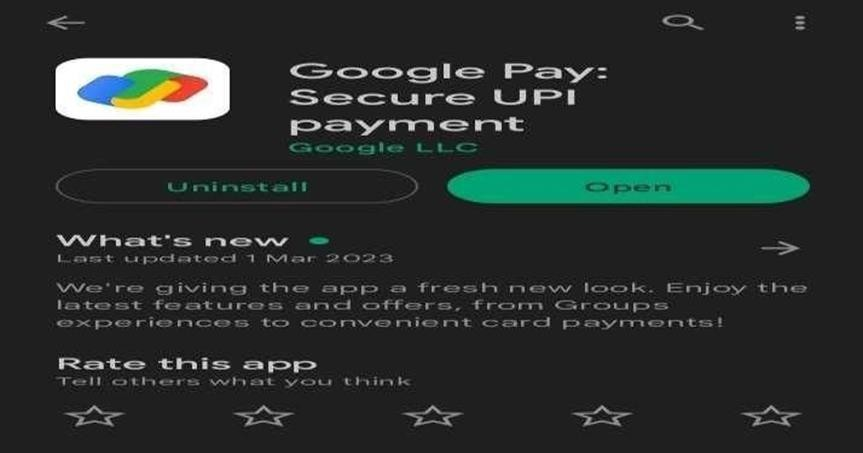 Google Pay:
Secure UPI
payment
Google LLC
Uninstall
Open
What's new
Last updated 1 Mar 2023
We're giving the app a fresh new look. Enjoy the
latest features and offers, from Groups
experiences to convenient card payments!
Rate this app
Tell others what you think